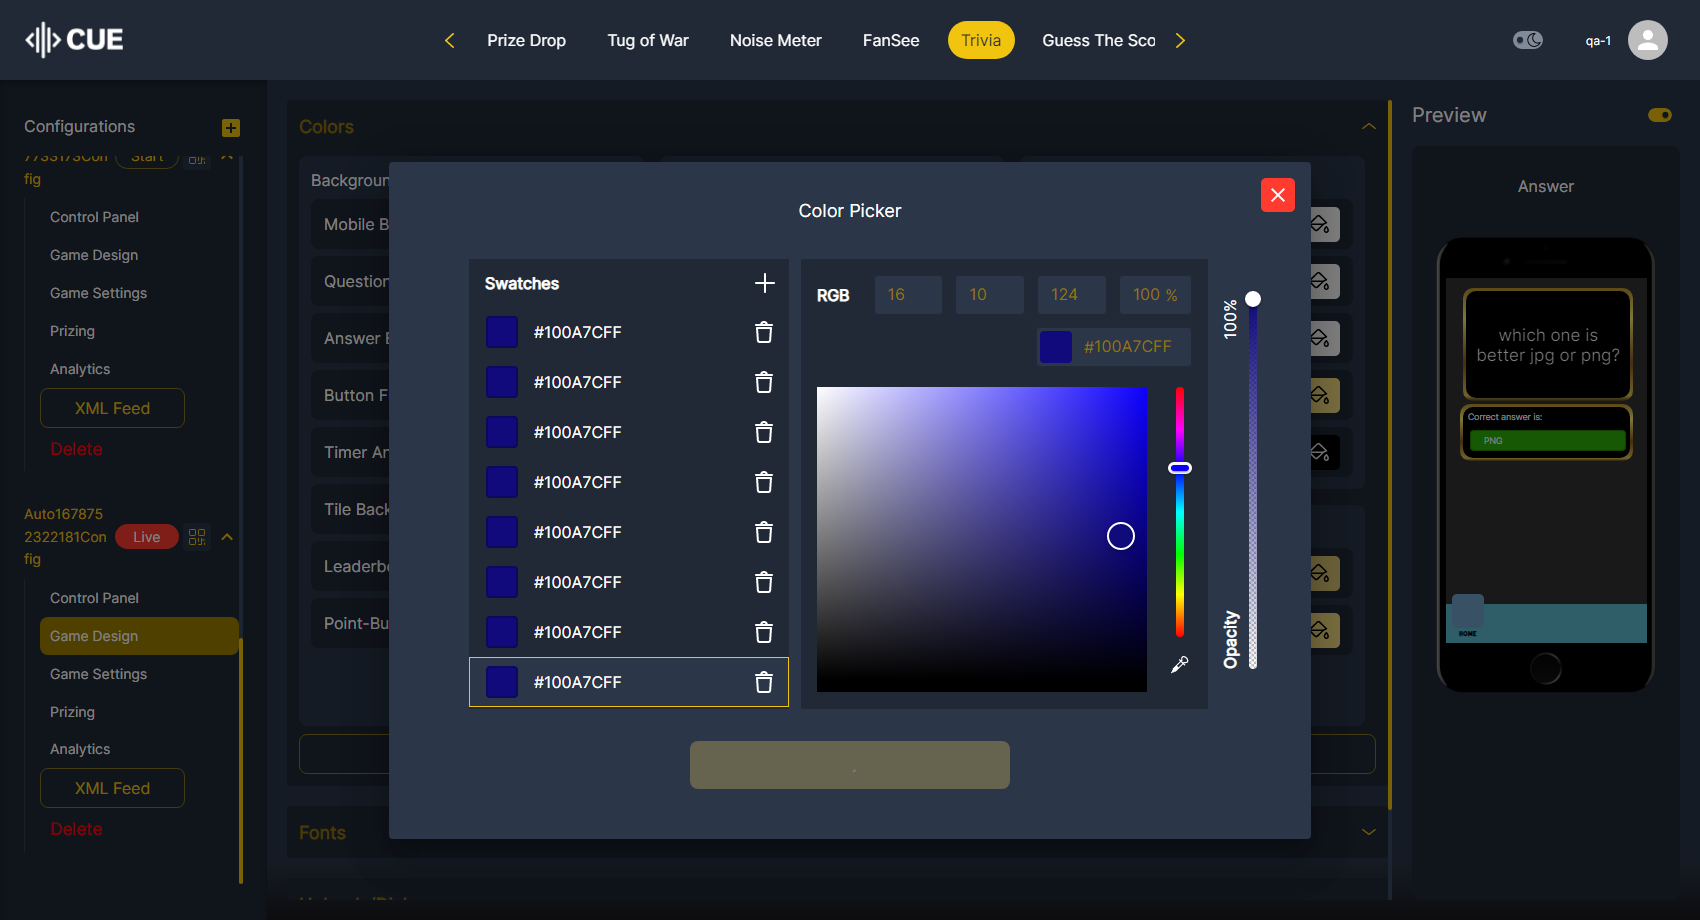 CUE
Prize Drop
Tug of War
Noise Meter
FanSee
Trivia
Guess The Sco
qa-1
Configurations
7733173Con
fig
Start
Control Panel
Game Design
Game Settings
Prizing
Analytics
XML Feed
Delete
Auto167875
2322181Con
fig
Live
Control Panel
Game Design
Game Settings
Prizing
Analytics
XML Feed
Delete
Colors
Backgroun
Mobile B
Question
Answer B
Button F
Timer An
Tile Back
Leaderbo
Point-Bu
Fonts
Color Picker
Swatches
#100A7CFF
#100A7CFF
#100A7CFF
#100A7CFF
#100A7CFF
#100A7CFF
#100A7CFF
#100A7CFF
RGB
16
10
124
100 %
#100A7CFF
100%
Opacity
Preview
Answer
which one is
better jpg or png?
Correct answer is:
PNG
HOME